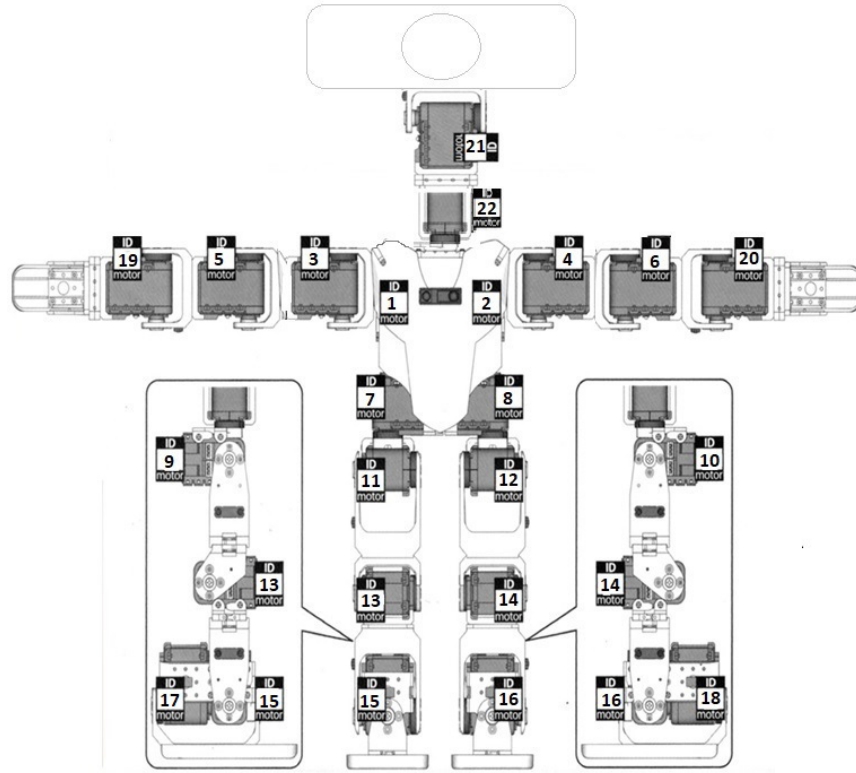 motor 21 ID
ID
22
motor
ID
19
motor
ID
5
motor
ID
3
motor
ID
4
motor
ID
6
motor
ID
20
motor
ID
1
motor
ID
2
motor
ID
7
motor
ID
8
motor
ID
9
motor
ID
11
motor
ID
12
motor
ID
10
motor
ID
13
motor
ID
13
motor
ID
14
motor
ID
14
motor
ID
17
motor
ID
15
motor
ID
15
motor
ID
16
motor
ID
16
motor
ID
18
motor